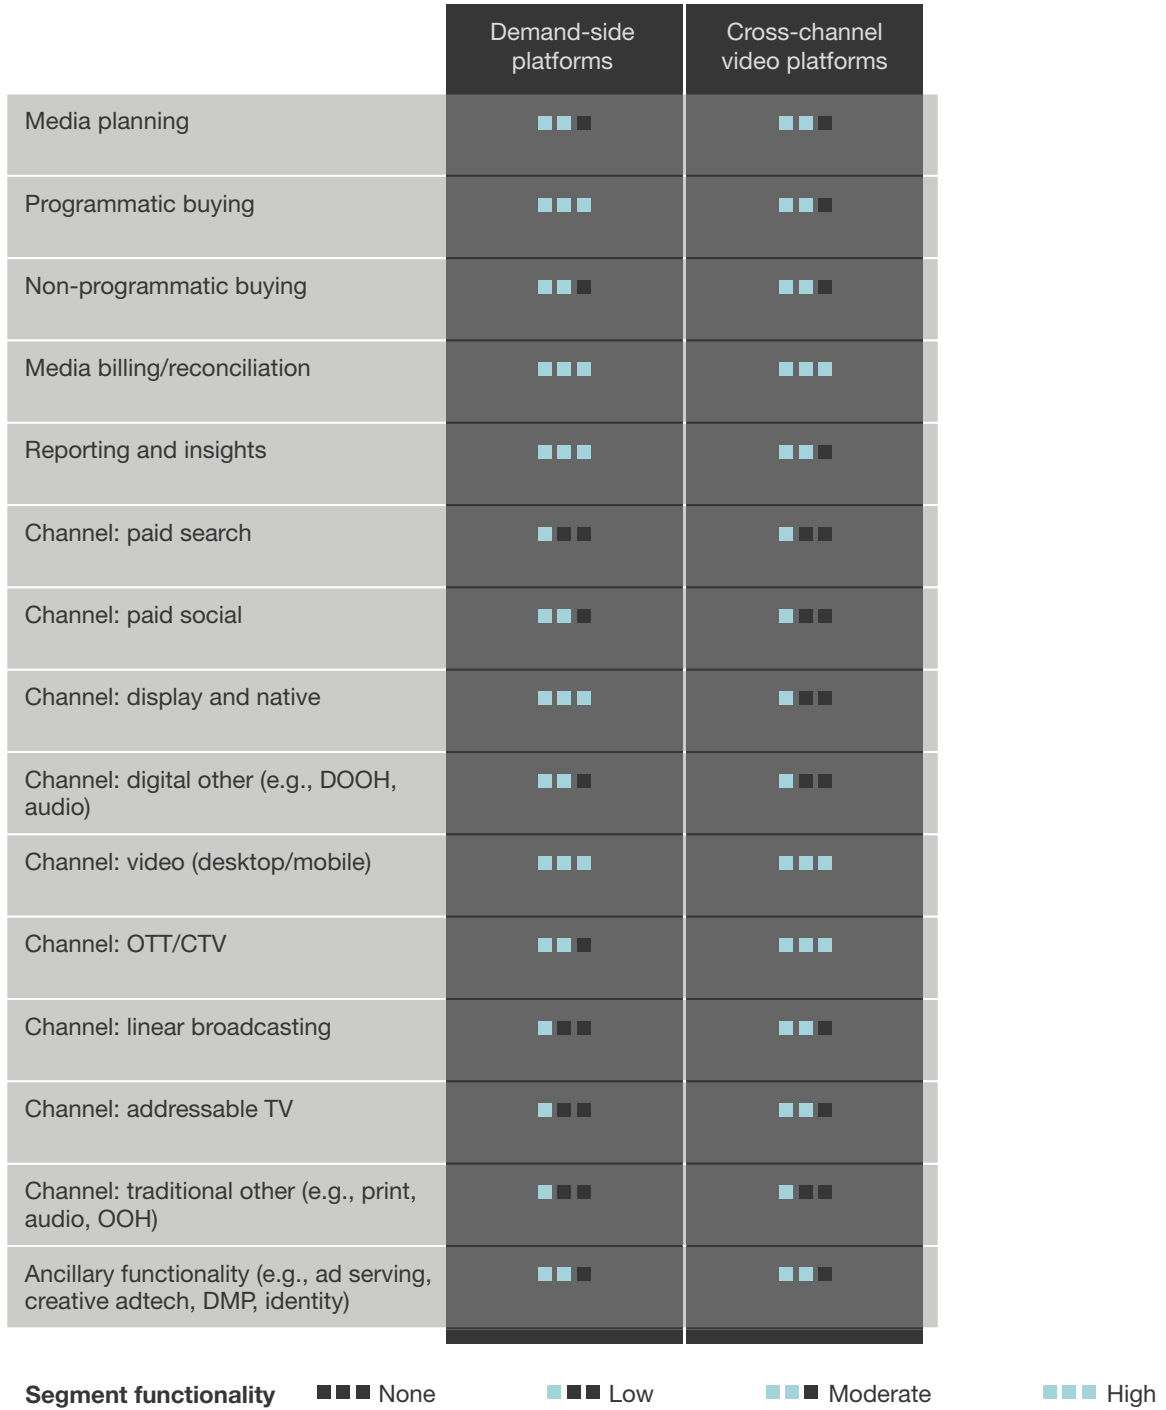 Demand-side
platforms
Cross-channel
video platforms
Media planning
Programmatic buying
Non-programmatic buying
Media billing/reconciliation
Reporting and insights
Channel: paid search
Channel: paid social
Channel: display and native
Channel: digital other (e.g., DOOH,
audio)
Channel: video (desktop/mobile)
Channel: OTT/CTV
Channel: linear broadcasting
Channel: addressable TV
Channel: traditional other (e.g., print,
audio, OOH)
Ancillary functionality (e.g., ad serving,
creative adtech, DMP, identity)
Segment functionality None Low Moderate High